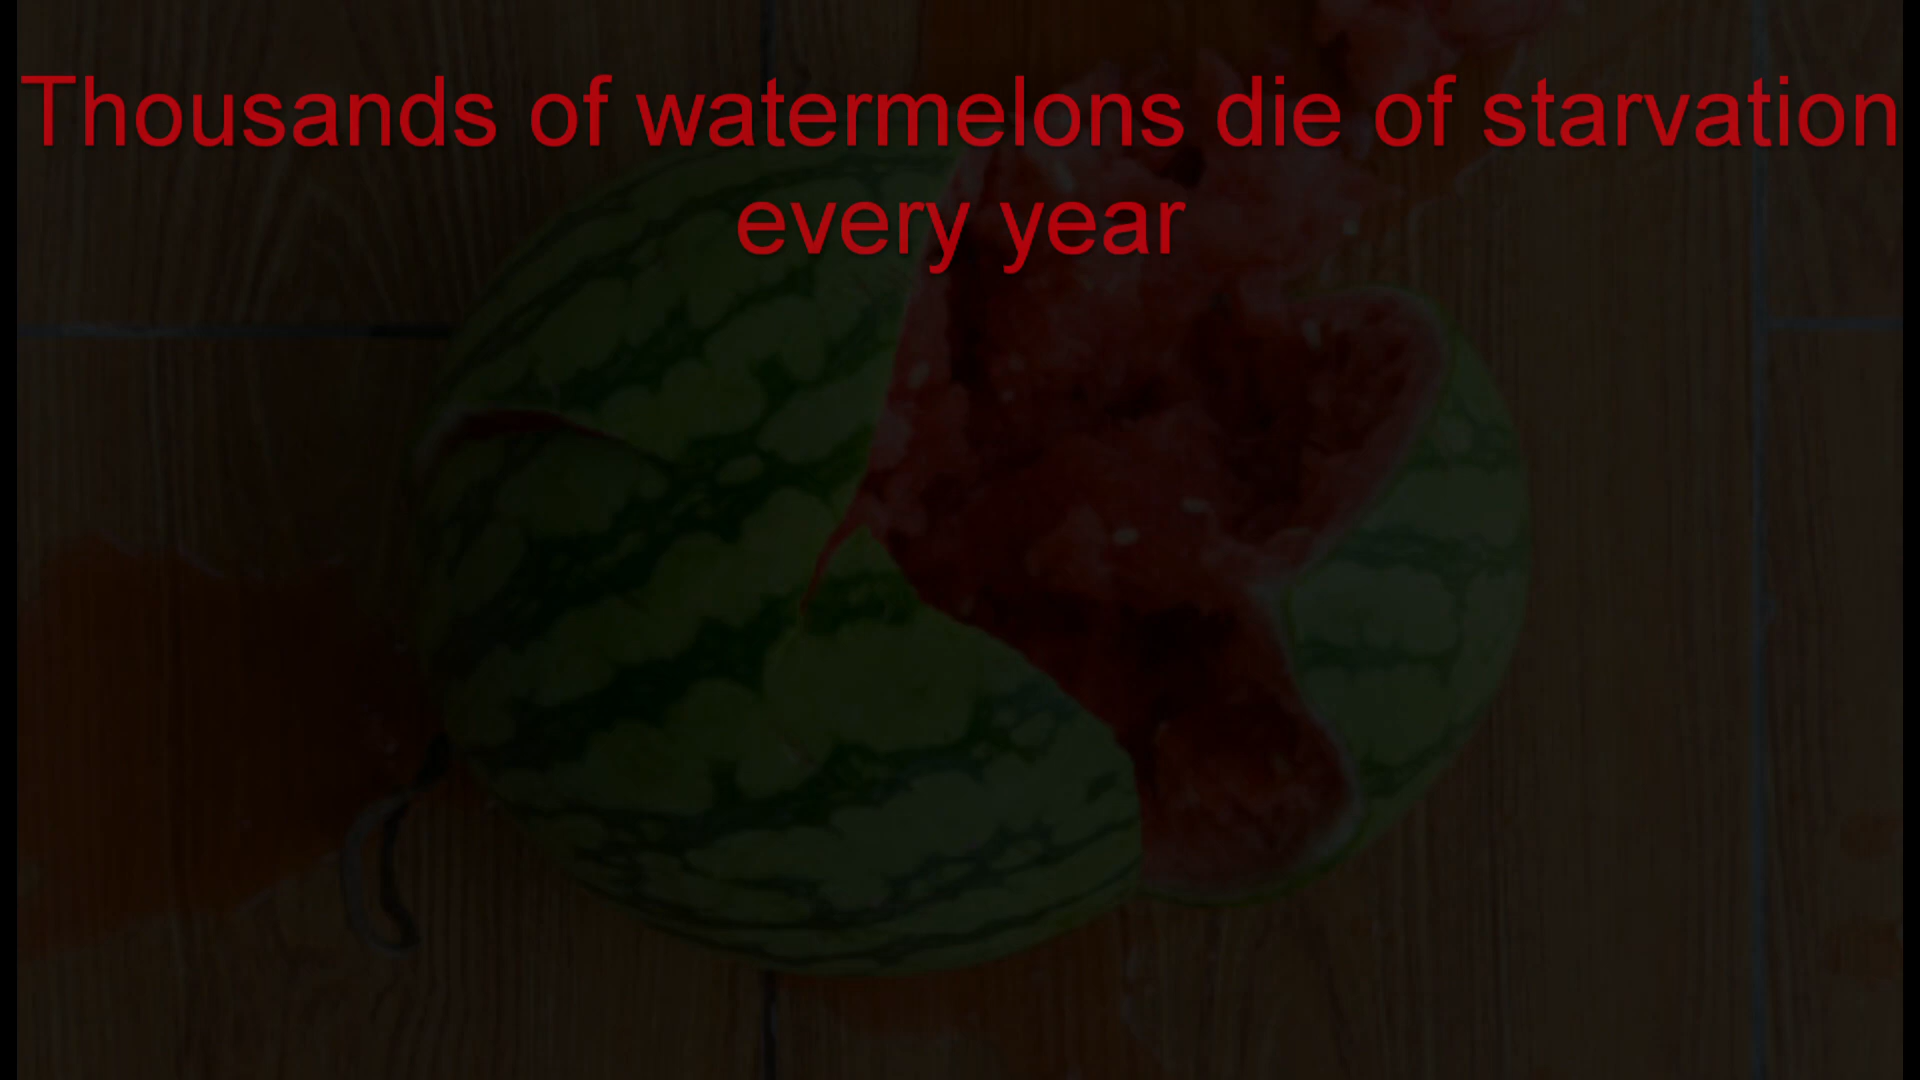 Thousands of watermelons die of starvation
every year